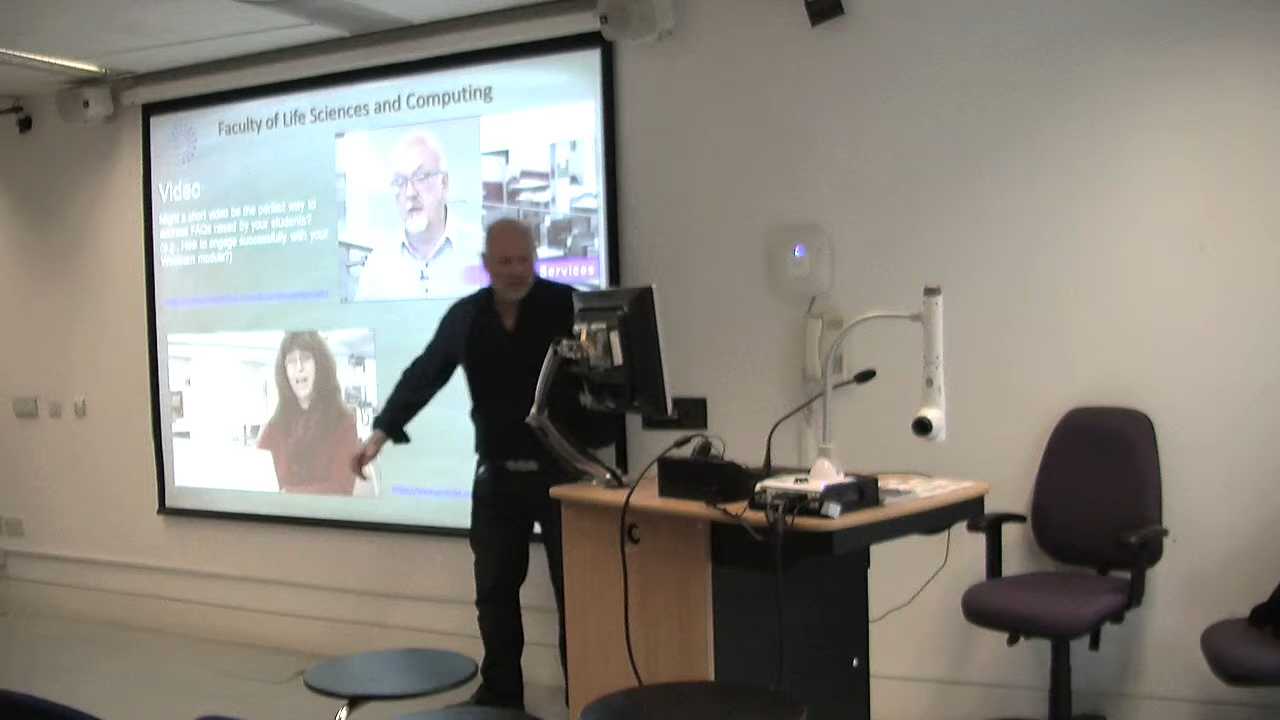 Faculty of Life Sciences and Computing
Video
Might a short video be the perfect way to
address FAQs raised by your students?
(e.g., How to engage successfully with your
Weblearn module?)
Services